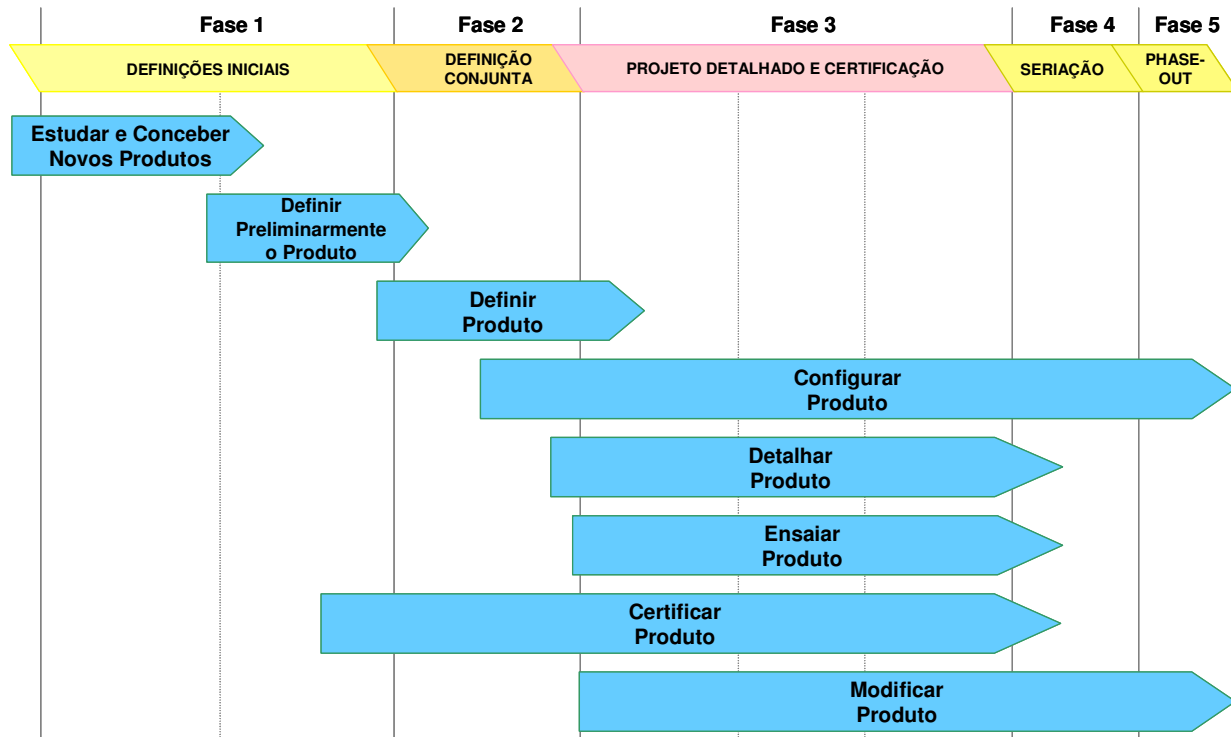 Fase 1
Fase 2
Fase 3
Fase 4
Fase 5
DEFINIÇÕES INICIAIS
DEFINIÇÃO
CONJUNTA
PROJETO DETALHADO E CERTIFICAÇÃO
SERIAÇÃO
PHASE-
OUT
Estudar e Conceber
Novos Produtos
Definir
Preliminarmente
o Produto
Definir
Produto
Configurar
Produto
Detalhar
Produto
Ensaiar
Produto
Certificar
Produto
Modificar
Produto